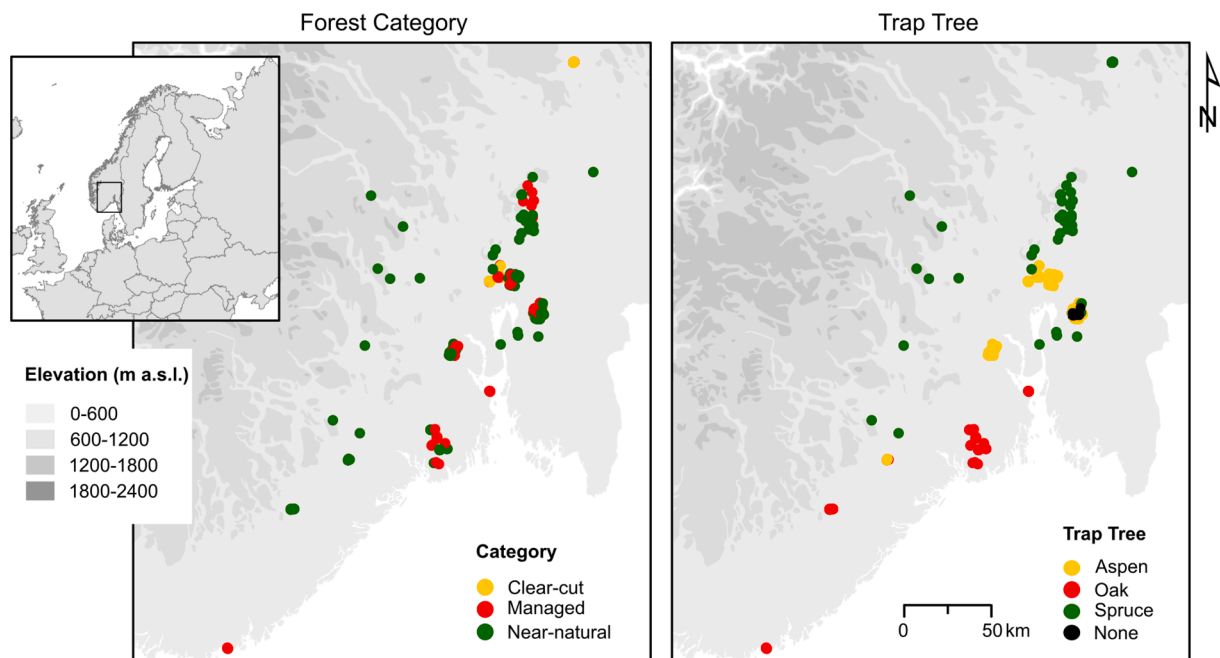 Forest Category
Trap Tree
N
Elevation (m a.s.l.)
0-600
600-1200
1200-1800
1800-2400
Category
Clear-cut
Managed
Near-natural
Trap Tree
Aspen
Oak
Spruce
None
0 50 km